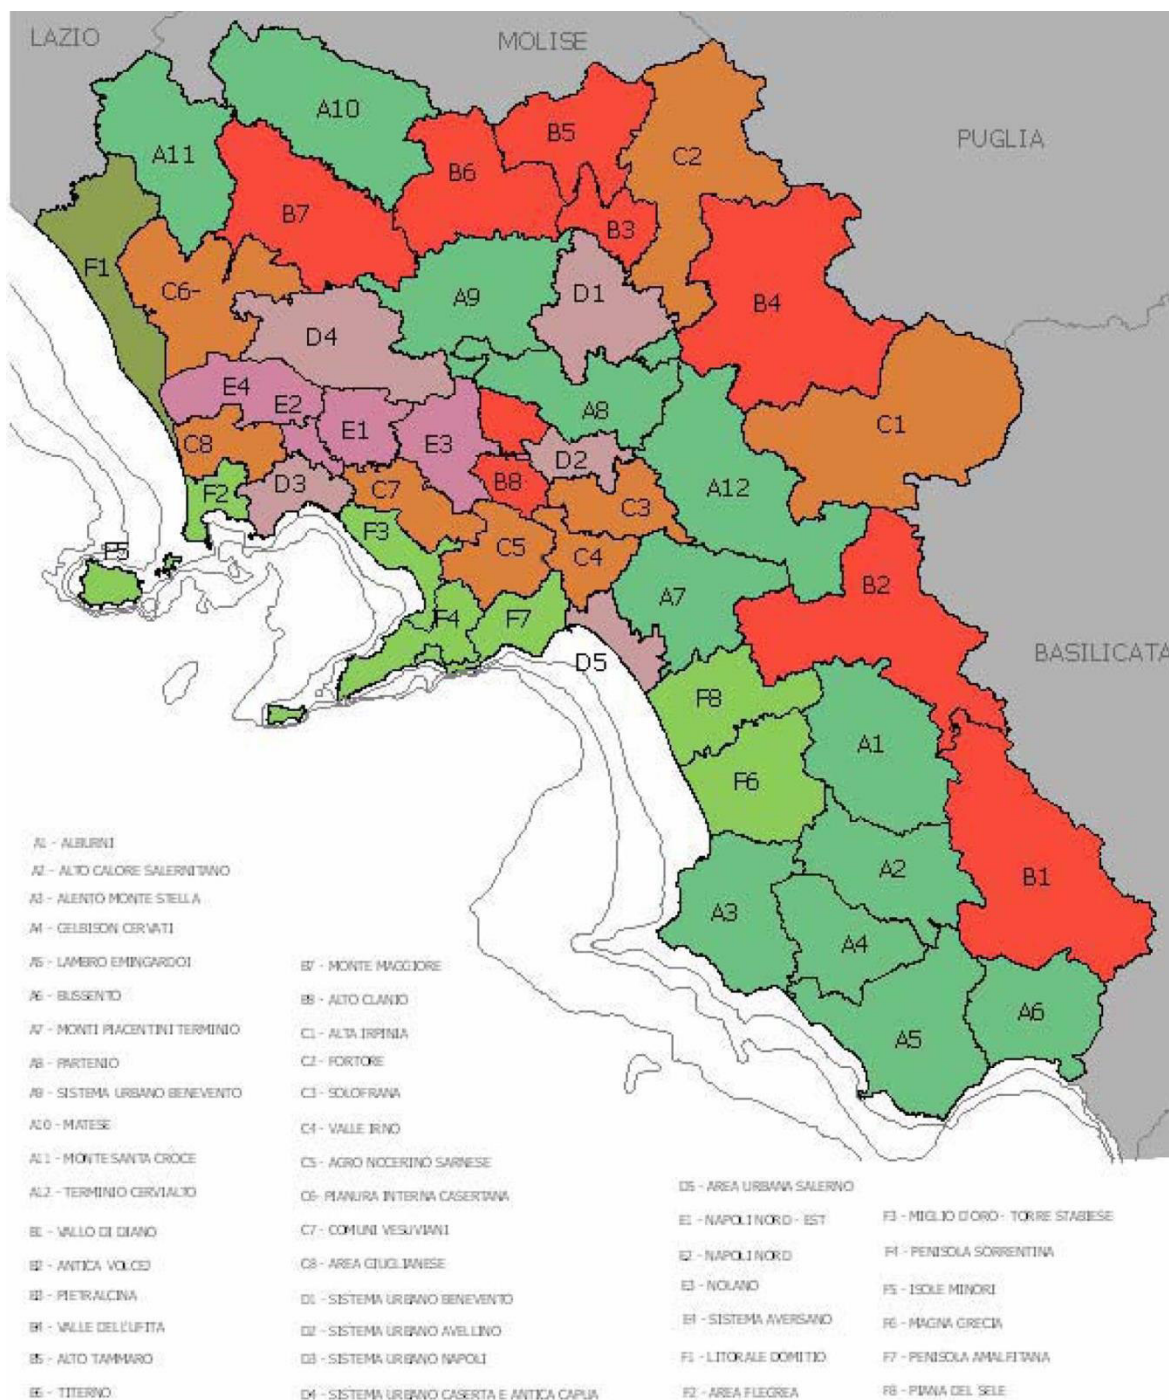 LAZIO
MOLISE
PUGLIA
BASILICATA
A10
A11
B5
B6
C2
B7
B3
F1
C6-
A9
D1
B4
D4
E4
E2
A8
C1
E1
E3
C8
D2
B8
A12
F2
D3
C7
C3
F3
F5
C5
C4
B2
A7
F4
F7
D5
F8
A1
F6
A2
B1
A3
A4
A6
A5
A1 - ALBURNI
A2 - ALTO CALORE SALERNITANO
A3 - ALENTO MONTE STELLA
A4 - GELBISON CERVATI
A5 - LAMBRO EMINGARDOI
A6 - BUSSENTO
A7 - MONTI PIACENTINI TERMINIO
A8 - PARTENIO
A9 - SISTEMA URBANO BENEVENTO
A10 - MATESE
A11 - MONTE SANTA CROCE
A12 - TERMINIO CERVIALTO
B1 - VALLO DI DIANO
B2 - ANTICA VOLCEJ
B3 - PIETRALCINA
B4 - VALLE DELL'UFITA
B5 - ALTO TAMMARO
B6 - TITERNO
B7 - MONTE MAGGIORE
B8 - ALTO CLANIO
C1 - ALTA IRPINIA
C2 - FORTORE
C3 - SOLOFRANA
C4 - VALLE IRNO
C5 - AGRO NOCERINO SARNESE
C6- PIANURA INTERNA CASERTANA
C7 - COMUNI VESUVIANI
C8 - AREA GIUGLIANESE
D1 - SISTEMA URBANO BENEVENTO
D2 - SISTEMA URBANO AVELLINO
D3 - SISTEMA URBANO NAPOLI
D4 - SISTEMA URBANO CASERTA E ANTICA CAPUA
D5 - AREA URBANA SALERNO
E1 - NAPOLI NORD - EST
E2 - NAPOLI NORD
E3 - NOLANO
E4 - SISTEMA AVERSANO
F1 - LITORALE DOMITIO
F2 - AREA FLEGREA
F3 - MIGLIO D'ORO - TORRE STABIESE
F4 - PENISOLA SORRENTINA
F5 - ISOLE MINORI
F6 - MAGNA GRECIA
F7 - PENISOLA AMALFITANA
F8 - PIANA DEL SELE